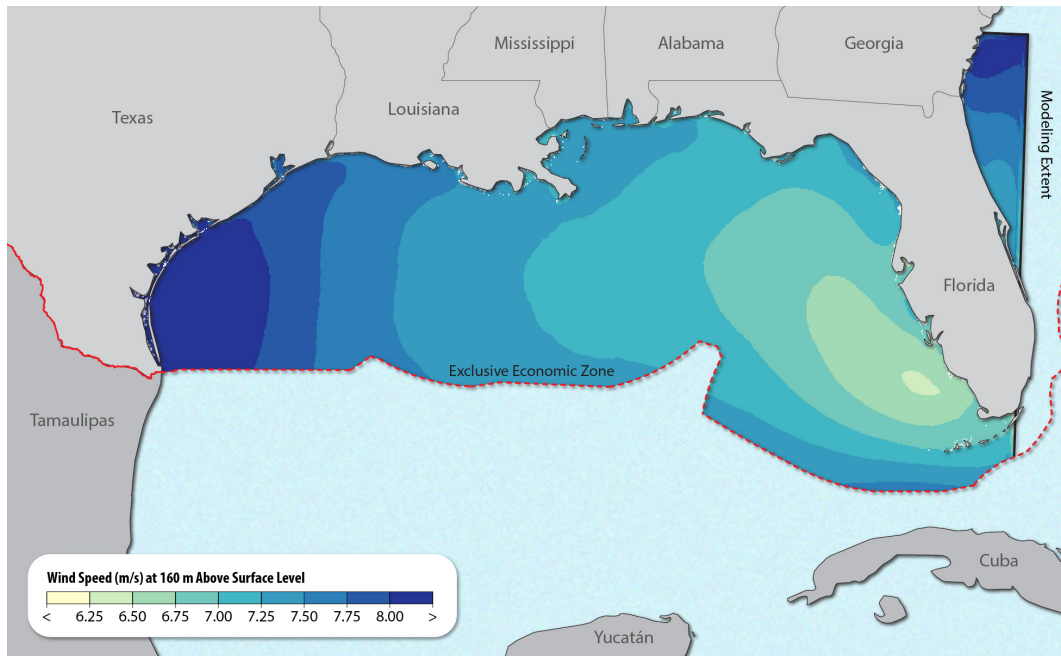 Mississippi
Alabama
Georgia
Texas
Louisiana
Modeling Extent
Florida
Exclusive Economic Zone
Tamaulipas
Cuba
Yucatán
Wind Speed (m/s) at 160 m Above Surface Level
< 6.25 6.50 6.75 7.00 7.25 7.50 7.75 8.00 >